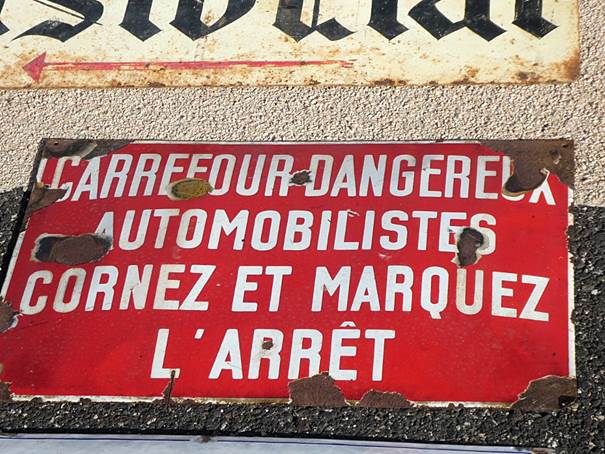 CARREFOUR DANGEREUX
AUTOMOBILISTES
CORNEZ ET MARQUEZ
L'ARRÊT